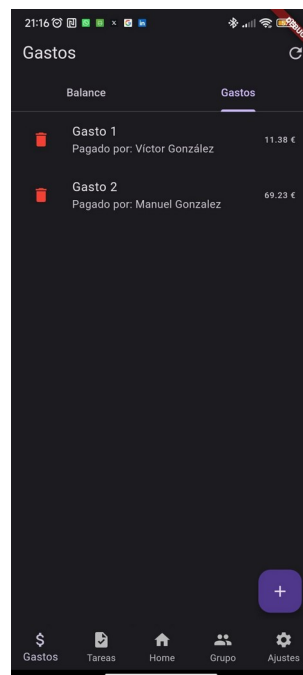 21:16
Gastos
Balance
Gastos
Gasto 1
Pagado por: Víctor González
11.38 €
Gasto 2
Pagado por: Manuel Gonzalez
69.23 €
+
$
Gastos
Tareas
Home
Grupo
Ajustes